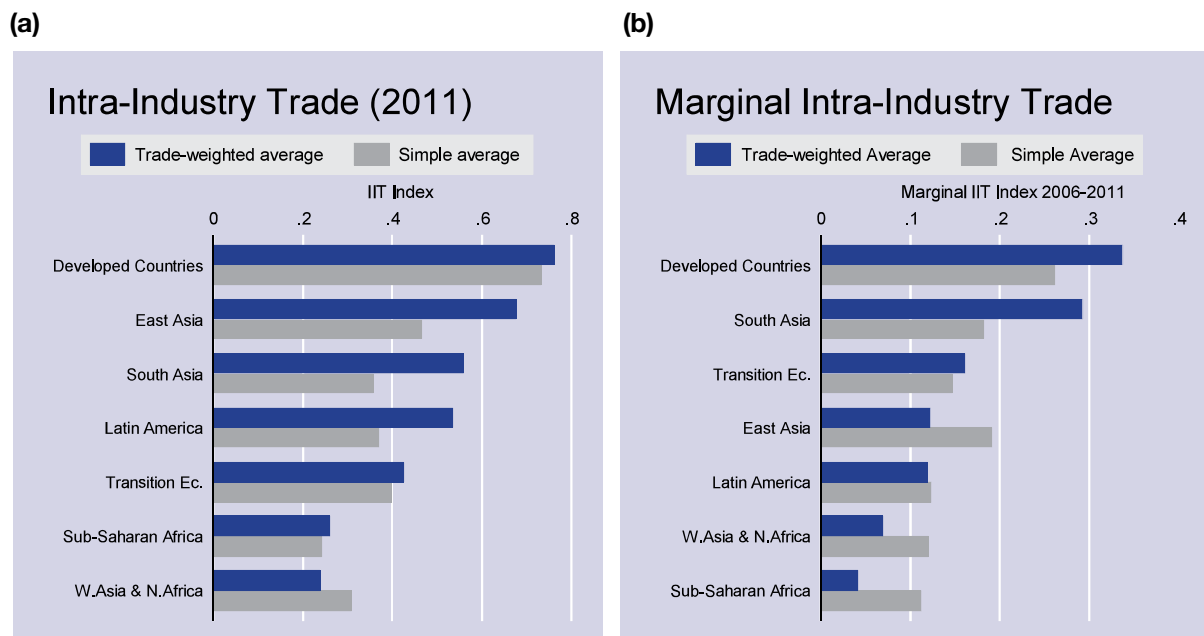 (a)
Intra-Industry Trade (2011)
Trade-weighted average Simple average
IIT Index
0 .2 .4 .6 .8
Developed Countries
East Asia
South Asia
Latin America
Transition Ec.
Sub-Saharan Africa
W.Asia & N.Africa
(b)
Marginal Intra-Industry Trade
Trade-weighted Average Simple Average
Marginal IIT Index 2006-2011
0 .1 .2 .3 .4
Developed Countries
South Asia
Transition Ec.
East Asia
Latin America
W.Asia & N.Africa
Sub-Saharan Africa